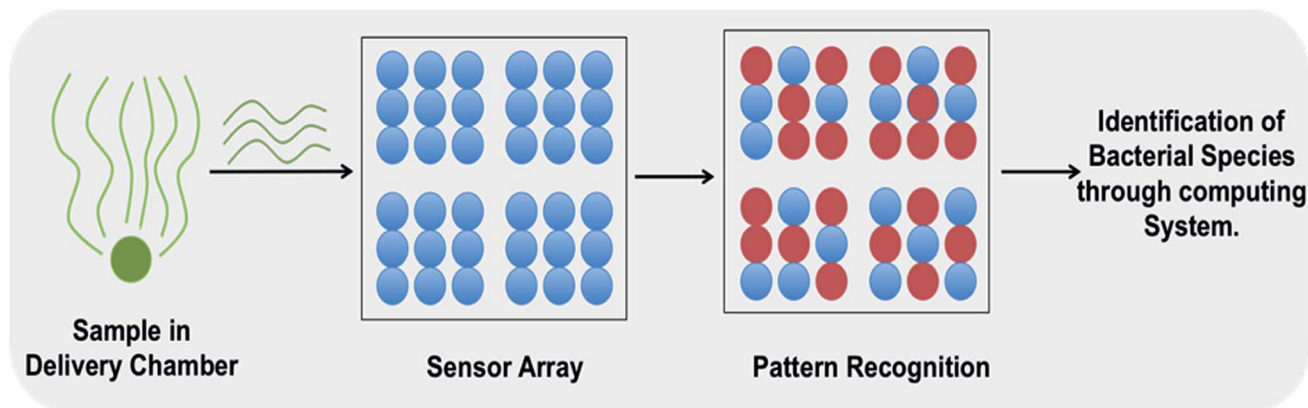 Sample in
Delivery Chamber
Sensor Array
Pattern Recognition
Identification of
Bacterial Species
through computing
System.